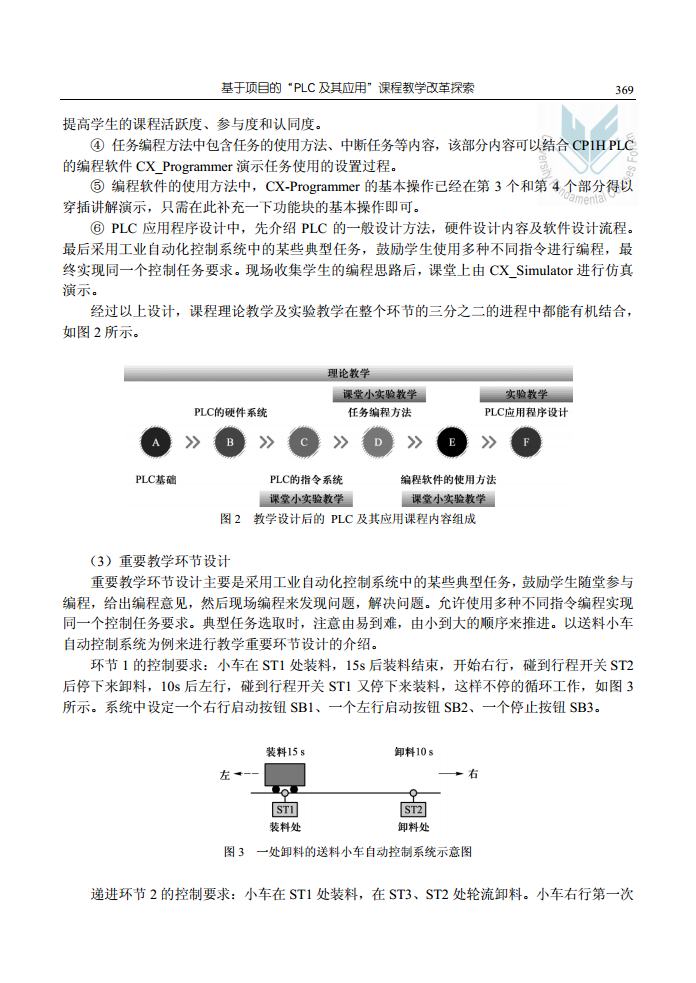 基于项目的“PLC 及其应用”课程教学改革探索
369
提高学生的课程活跃度、参与度和认同度。
④ 任务编程方法中包含任务的使用方法、中断任务等内容，该部分内容可以结合 CP1H PLC
的编程软件 CX_Programmer 演示任务使用的设置过程。
⑤ 编程软件的使用方法中，CX-Programmer 的基本操作已经在第 3 个和第 4 个部分得以
穿插讲解演示，只需在此补充一下功能块的基本操作即可。
⑥ PLC 应用程序设计中，先介绍 PLC 的一般设计方法，硬件设计内容及软件设计流程。
最后采用工业自动化控制系统中的某些典型任务，鼓励学生使用多种不同指令进行编程，最
终实现同一个控制任务要求。现场收集学生的编程思路后，课堂上由 CX_Simulator 进行仿真
演示。
经过以上设计，课程理论教学及实验教学在整个环节的三分之二的进程中都能有机结合，
如图 2 所示。
理论教学
课堂小实验教学 实验教学
PLC的硬件系统 任务编程方法 PLC应用程序设计
A B C D E F
PLC基础 PLC的指令系统 编程软件的使用方法
课堂小实验教学 课堂小实验教学
图 2 教学设计后的 PLC 及其应用课程内容组成
（3）重要教学环节设计
重要教学环节设计主要是采用工业自动化控制系统中的某些典型任务，鼓励学生随堂参与
编程，给出编程意见，然后现场编程来发现问题，解决问题。允许使用多种不同指令编程实现
同一个控制任务要求。典型任务选取时，注意由易到难，由小到大的顺序来推进。以送料小车
自动控制系统为例来进行教学重要环节设计的介绍。
环节 1 的控制要求：小车在 ST1 处装料，15s 后装料结束，开始右行，碰到行程开关 ST2
后停下来卸料，10s 后左行，碰到行程开关 ST1 又停下来装料，这样不停的循环工作，如图 3
所示。系统中设定一个右行启动按钮 SB1、一个左行启动按钮 SB2、一个停止按钮 SB3。
装料15 s 卸料10 s
左 右
ST1 ST2
装料处 卸料处
图 3 一处卸料的送料小车自动控制系统示意图
递进环节 2 的控制要求：小车在 ST1 处装料，在 ST3、ST2 处轮流卸料。小车右行第一次